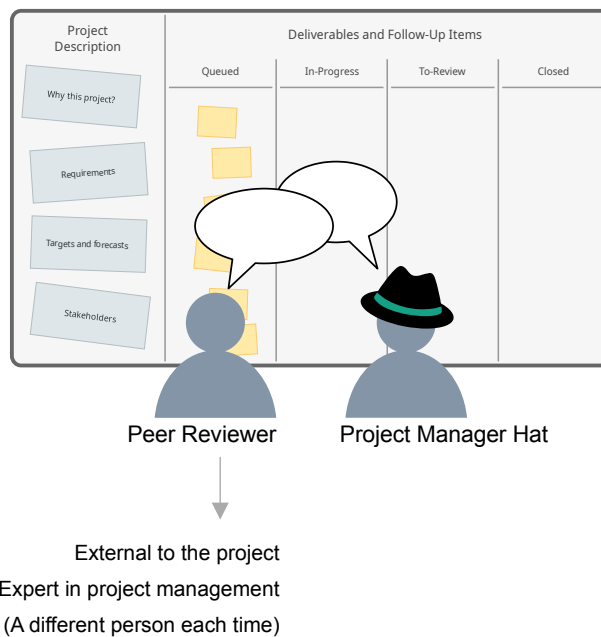 Project
Description
Deliverables and Follow-Up Items
Queued
In-Progress
To-Review
Closed
Why this project?
Requirements
Targets and forecasts
Stakeholders
Peer Reviewer
Project Manager Hat
External to the project
Expert in project management
(A different person each time)